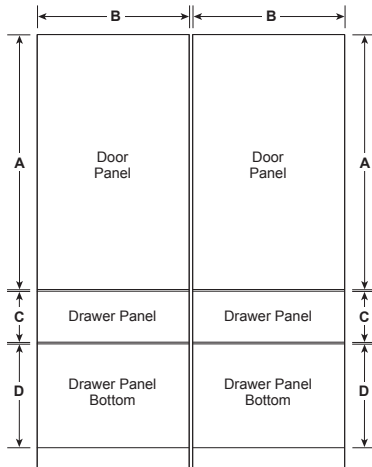 B B
A Door Door A
Panel Panel
C Drawer Panel Drawer Panel C
D Drawer Panel Drawer Panel D
Bottom Bottom